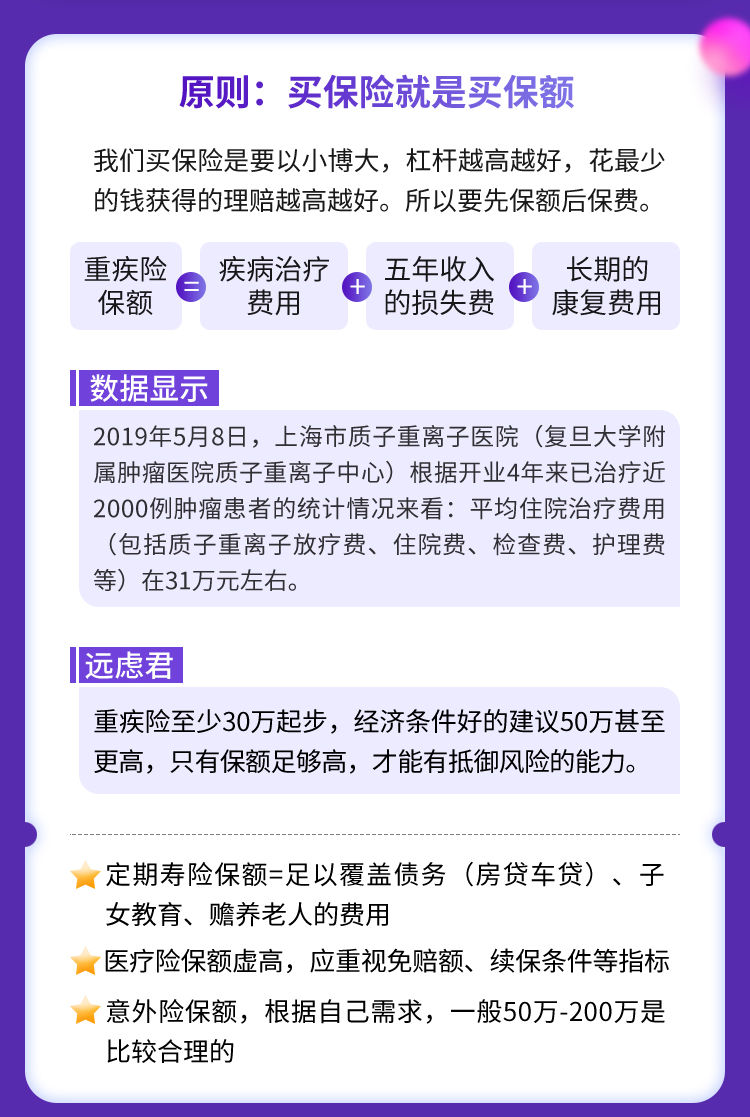 原则：买保险就是买保额
我们买保险是要以小博大，杠杆越高越好，花最少
的钱获得的理赔越高越好。所以要先保额后保费。
重疾险
保额
=
疾病治疗
费用
+
五年收入
的损失费
+
长期的
康复费用
数据显示
2019年5月8日，上海市质子重离子医院（复旦大学附
属肿瘤医院质子重离子中心）根据开业4年来已治疗近
2000例肿瘤患者的统计情况来看：平均住院治疗费用
（包括质子重离子放疗费、住院费、检查费、护理费
等）在31万元左右。
远虑君
重疾险至少30万起步，经济条件好的建议50万甚至
更高，只有保额足够高，才能有抵御风险的能力。
定期寿险保额=足以覆盖债务（房贷车贷）、子
女教育、赡养老人的费用
医疗险保额虚高，应重视免赔额、续保条件等指标
意外险保额，根据自己需求，一般50万-200万是
比较合理的